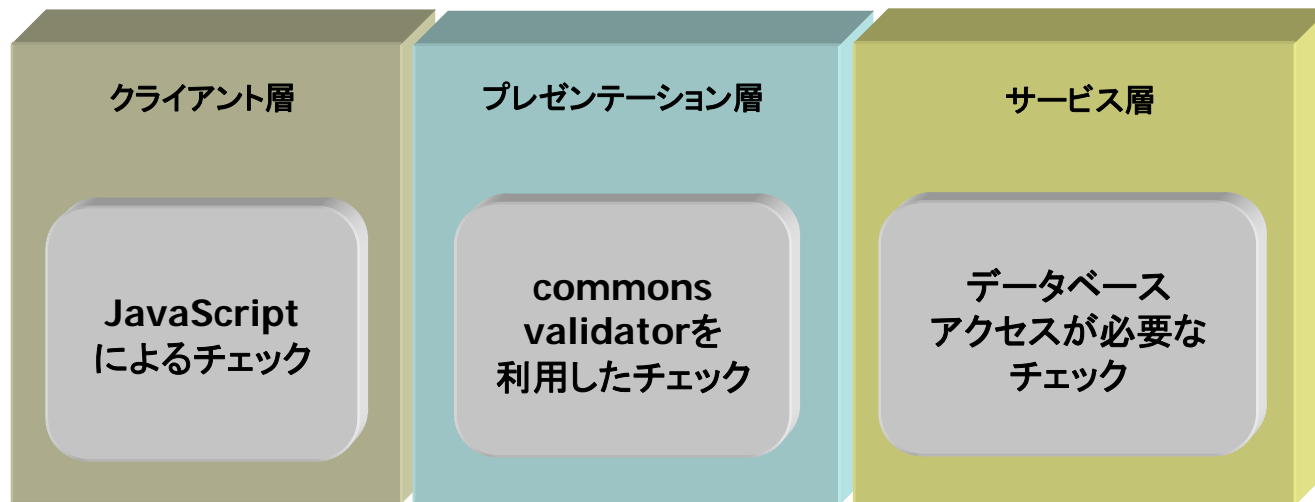 クライアント層
プレゼンテーション層
サービス層
JavaScript
によるチェック
commons
validatorを
利用したチェック
データベース
アクセスが必要な
チェック